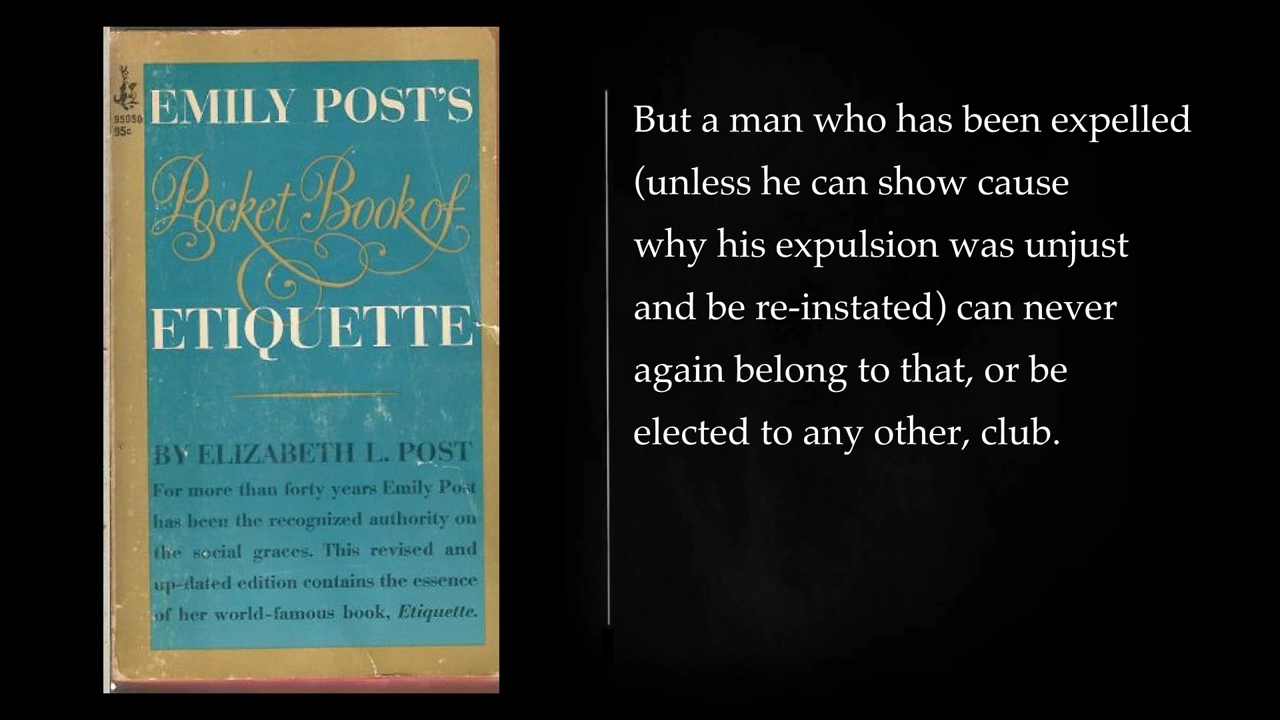 95050
95c
EMILY POST'S
Pocket Book of
ETIQUETTE
BY ELIZABETH L. POST
For more than forty years Emily Post
has been the recognized authority on
the social graces. This revised and
up-dated edition contains the essence
of her world-famous book, Etiquette.
But a man who has been expelled
(unless he can show cause
why his expulsion was unjust
and be re-instated) can never
again belong to that, or be
elected to any other, club.